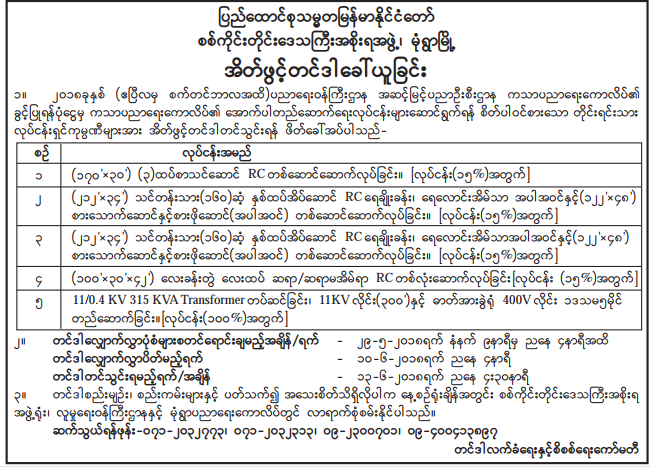 ပြည်ထောင်စုသမ္မတမြန်မာနိုင်ငံတော်
စစ်ကိုင်းတိုင်းဒေသကြီးအစိုးရအဖွဲ့၊ မုံရွာမြို့
အိတ်ဖွင့်တင်ဒါခေါ်ယူခြင်း
၁။ ၂၀၁၈ခုနှစ် (ဧပြီလမှ စက်တင်ဘာလအထိ)ပညာရေးဝန်ကြီးဌာန အဆင့်မြင့်ပညာဦးစီးဌာန ကသာပညာရေးကောလိပ်၏
ခွင့်ပြုရန်ပုံငွေမှ ကသာပညာရေးကောလိပ်၏ အောက်ပါတည်ဆောက်ရေးလုပ်ငန်းများဆောင်ရွက်ရန် စိတ်ပါဝင်စားသော တိုင်းရင်းသား
လုပ်ငန်းရှင်ကုမ္ပဏီများအား အိတ်ဖွင့်တင်ဒါတင်သွင်းရန် ဖိတ်ခေါ်အပ်ပါသည်-
စဉ် လုပ်ငန်းအမည်
၁ (၁၇၀'×၃၀') (၃)ထပ်စာသင်ဆောင် RC တစ်ဆောင်ဆောက်လုပ်ခြင်း။ [လုပ်ငန်း(၁၅%)အတွက်]
၂ (၂၁၂'×၃၄') သင်တန်းသား(၁၆၀)ဆံ့ နှစ်ထပ်အိပ်ဆောင် RC ရေချိုးခန်း၊ ရေလောင်းအိမ်သာ အပါအဝင်နှင့်(၁၂၂'×၄၈')
စားသောက်ဆောင်နှင့်စားဖိုဆောင်(အပါအဝင်) တစ်ဆောင်ဆောက်လုပ်ခြင်း။ [လုပ်ငန်း(၁၅%)အတွက်]
၃ (၂၁၂'×၃၄') သင်တန်းသူ(၁၆၀)ဆံ့ နှစ်ထပ်အိပ်ဆောင် RC ရေချိုးခန်း၊ ရေလောင်းအိမ်သာအပါအဝင်နှင့်(၁၂၂'×၄၈')
စားသောက်ဆောင်နှင့်စားဖိုဆောင်(အပါအဝင်) တစ်ဆောင်ဆောက်လုပ်ခြင်း။ [လုပ်ငန်း(၁၅%)အတွက်]
၄ (၁၀၀'×၃၀'×၄၂') လေးခန်းတွဲ လေးထပ် ဆရာ/ဆရာမအိမ်ရာ RC တစ်လုံးဆောက်လုပ်ခြင်း[လုပ်ငန်း (၁၅%)အတွက်]
၅ 11/0.4 KV 315 KVA Transformer တပ်ဆင်ခြင်း၊ 11KV လိုင်း(၃၀၀')နှင့် ဓာတ်အားခွဲရုံ 400V လိုင်း ၁ဒသမ၅မိုင်
တည်ဆောက်ခြင်း။[လုပ်ငန်း(၁၀၀%)အတွက်]
၂။ တင်ဒါလျှောက်လွှာပုံစံများစတင်ရောင်းချမည့်အချိန်/ရက် - ၂၉-၅-၂၀၁၈ရက် နံနက် ၉နာရီမှ ညနေ ၄နာရီအထိ
တင်ဒါလျှောက်လွှာပိတ်မည့်ရက် - ၁၀-၆-၂၀၁၈ရက် ညနေ ၄နာရီ
တင်ဒါတင်သွင်းရမည့်ရက်/အချိန် - ၁၃-၆-၂၀၁၈ရက် ညနေ ၄း၃၀နာရီ
၃။ တင်ဒါစည်းမျဉ်း၊ စည်းကမ်းများနှင့် ပတ်သက်၍ အသေးစိတ်သိရှိလိုပါက နေ့စဉ်ရုံးချိန်အတွင်း စစ်ကိုင်းတိုင်းဒေသကြီးအစိုးရ
အဖွဲ့ရုံး၊ လူမှုရေးဝန်ကြီးဌာနနှင့် မုံရွာပညာရေးကောလိပ်တွင် လာရောက်စုံစမ်းနိုင်ပါသည်။
ဆက်သွယ်ရန်ဖုန်း-၀၇၁-၂၀၃၂၇၇၃၊ ၀၇၁-၂၀၃၂၃၁၃၊ ၀၉-၂၃၀၀၇၀၁၊ ၀၉-၄၀၀၄၁၃၈၉၇
တင်ဒါလက်ခံရေးနှင့်စိစစ်ရေးကော်မတီ